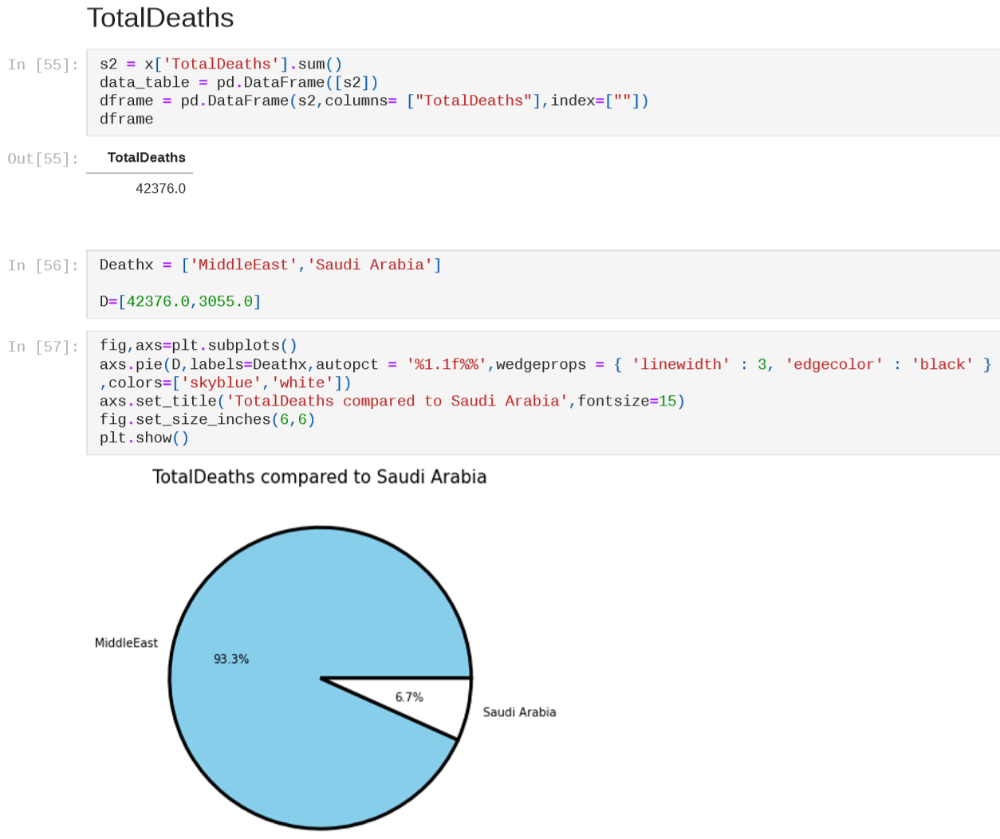 TotalDeaths
In [55]:
s2 = x['TotalDeaths'].sum()
data_table = pd.DataFrame([s2])
dframe = pd.DataFrame(s2,columns= ["TotalDeaths"],index=[""])
dframe
Out[55]:
TotalDeaths
42376.0
In [56]:
Deathx = ['MiddleEast','Saudi Arabia']
D=[42376.0,3055.0]
In [57]:
fig,axs=plt.subplots()
axs.pie(D,labels=Deathx,autopct = '%1.1f%%',wedgeprops = { 'linewidth' : 3, 'edgecolor' : 'black' }
,colors=['skyblue','white'])
axs.set_title('TotalDeaths compared to Saudi Arabia',fontsize=15)
fig.set_size_inches(6,6)
plt.show()
TotalDeaths compared to Saudi Arabia
MiddleEast
93.3%
6.7%
Saudi Arabia